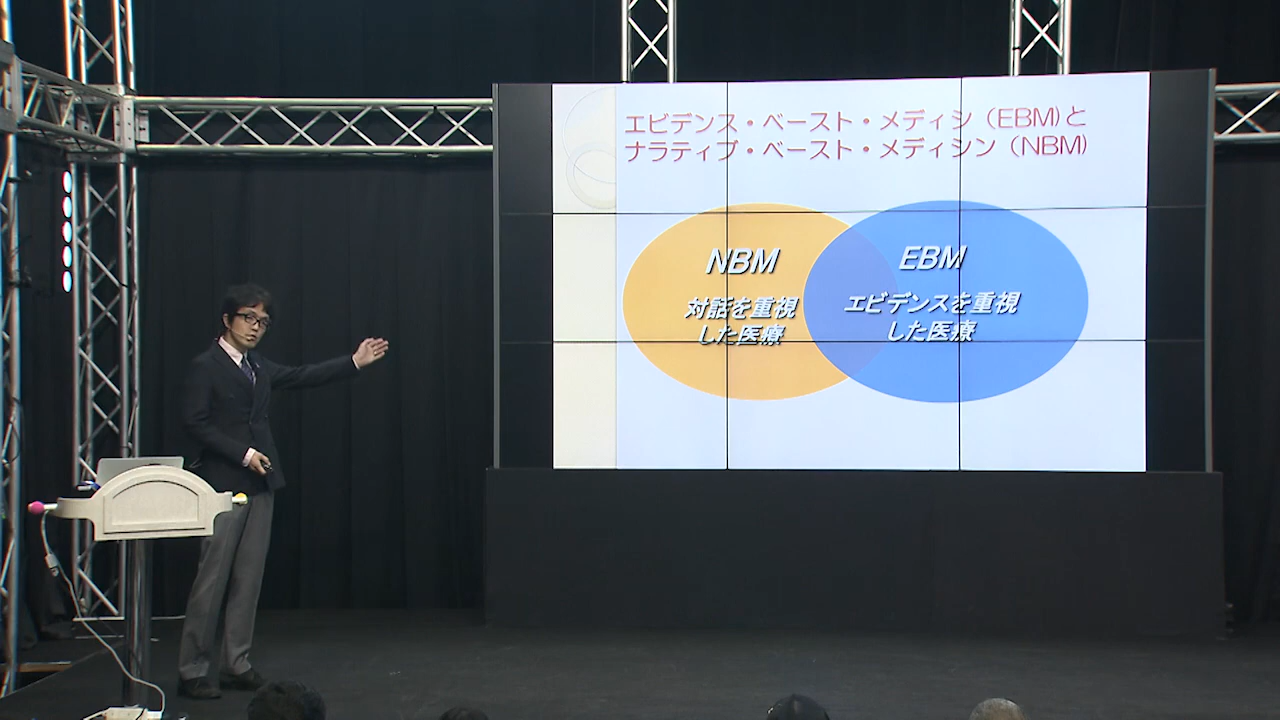 エビデンス・ベースト・メディシ（EBM)と
ナラティブ・ベースト・メディシン（NBM)
NBM
対話を重視
した医療
EBM
エビデンスを重視
した医療